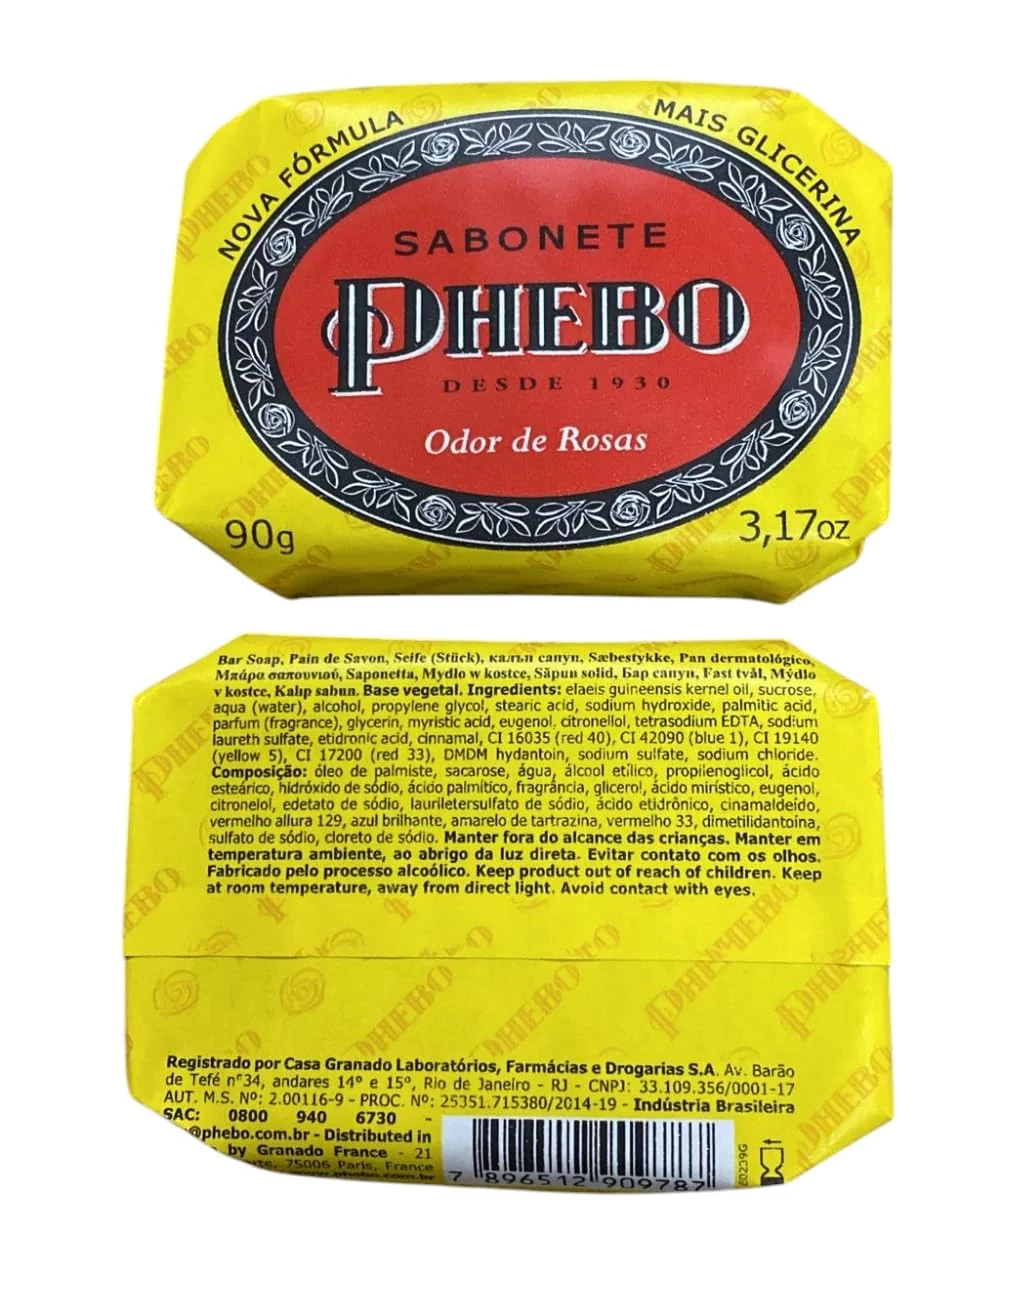 NOVA FÓRMULA
MAIS GLICERINA
SABONETE
PHEBO
DESDE 1930
Odor de Rosas
90g
3,17oz
Bar Soap, Pain de Savon, Seife (Stück), калъп сапун, Sæbestykke, Pan dermatológico,
Μπάρα σαπουνιού, Saponetta, Mydło w kostce, Săpun solid, Бар сапун, Fast tvål, Mýdlo
v kostce, Kalıp sabun. Base vegetal. Ingredients: elaeis guineensis kernel oil, sucrose,
aqua (water), alcohol, propylene glycol, stearic acid, sodium hydroxide, palmitic acid,
parfum (fragrance), glycerin, myristic acid, eugenol, citronellol, tetrasodium EDTA, sodium
laureth sulfate, etidronic acid, cinnamal, CI 16035 (red 40), CI 42090 (blue 1), CI 19140
(yellow 5), CI 17200 (red 33), DMDM hydantoin, sodium sulfate, sodium chloride.
Composição: óleo de palmiste, sacarose, água, álcool etílico, propilenoglicol, ácido
esteárico, hidróxido de sódio, ácido palmítico, fragrância, glicerol, ácido mirístico, eugenol,
citronelol, edetato de sódio, lauriletersulfato de sódio, ácido etidrônico, cinamaldeído,
vermelho allura 129, azul brilhante, amarelo de tartrazina, vermelho 33, dimetilidantoína,
sulfato de sódio, cloreto de sódio. Manter fora do alcance das crianças. Manter em
temperatura ambiente, ao abrigo da luz direta. Evitar contato com os olhos.
Fabricado pelo processo alcoólico. Keep product out of reach of children. Keep
at room temperature, away from direct light. Avoid contact with eyes.
Registrado por Casa Granado Laboratórios, Farmácias e Drogarias S.A. Av. Barão
de Tefé nº34, andares 14º e 15º, Rio de Janeiro - RJ - CNPJ: 33.109.356/0001-17
AUT. M.S. Nº: 2.00116-9 - PROC. Nº: 25351.715380/2014-19 - Indústria Brasileira
SAC: 0800 940 6730 -
@phebo.com.br - Distributed in
by Granado France - 21
75006 Paris, France
www.phebo.com.br
7 896512 909787
E0239G